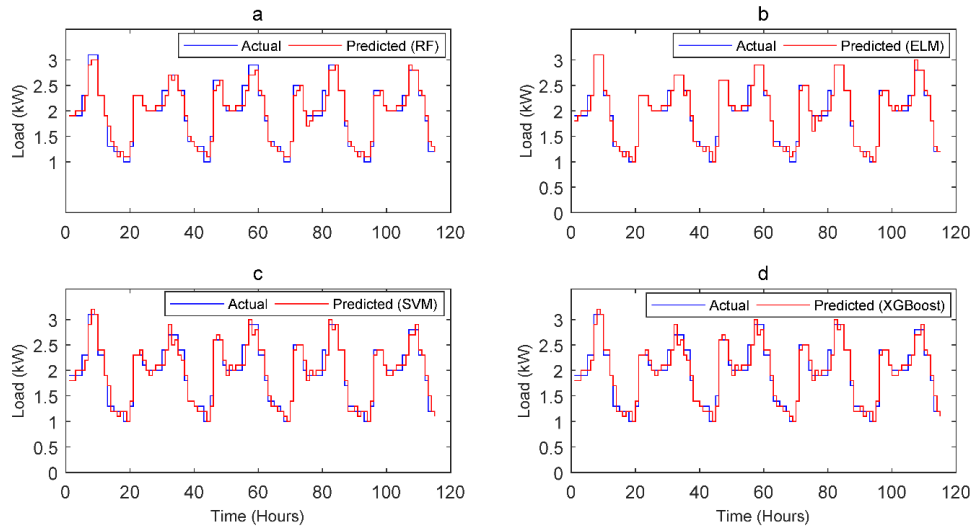 a
Actual Predicted (RF)
Load (kW)
3
2.5
2
1.5
1
0 20 40 60 80 100 120
b
Actual Predicted (ELM)
Load (kW)
3
2.5
2
1.5
1
0.5
0
0 20 40 60 80 100 120
c
Actual Predicted (SVM)
Load (kW)
3
2.5
2
1.5
1
0.5
0
0 20 40 60 80 100 120
Time (Hours)
d
Actual Predicted (XGBoost)
Load (kW)
3
2.5
2
1.5
1
0.5
0
0 20 40 60 80 100 120
Time (Hours)